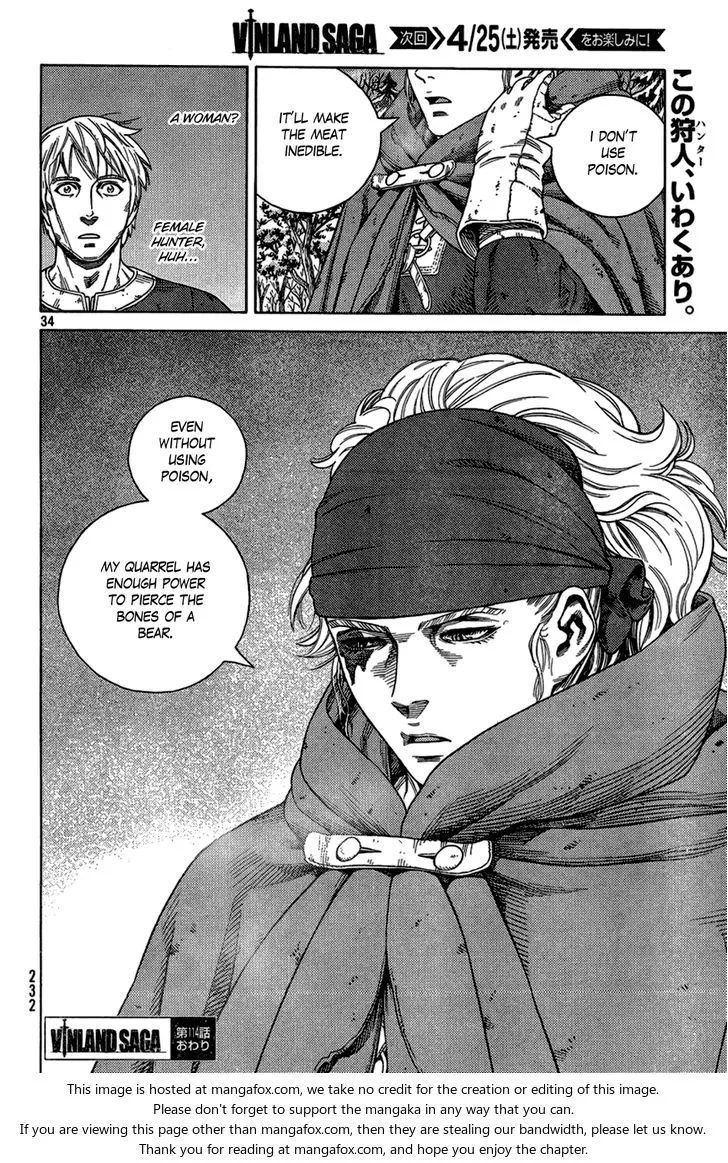 VINLAND SAGA 次回 4/25(土)発売 をお楽しみに!
この狩人、いわくあり。
ハンター
I DON'T
USE
POISON.
IT'LL MAKE
THE MEAT
INEDIBLE.
A WOMAN?
FEMALE
HUNTER,
HUH...
34
EVEN
WITHOUT
USING
POISON,
MY QUARREL HAS
ENOUGH POWER
TO PIERCE THE
BONES OF A
BEAR.
232
VINLAND SAGA
第114話
おわり
This image is hosted at mangafox.com, we take no credit for the creation or editing of this image.
Please don't forget to support the mangaka in any way that you can.
If you are viewing this page other than mangafox.com, then they are stealing our bandwidth, please let us know.
Thank you for reading at mangafox.com, and hope you enjoy the chapter.